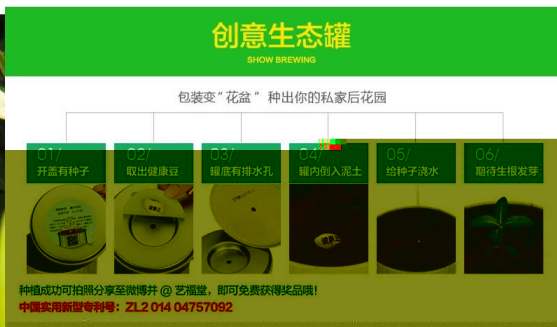 创意生态罐
SHOW BREWING
包装变“花盆” 种出你的私家后花园
01/
开盖有种子
02/
取出健康豆
03/
罐底有排水孔
04/
罐内倒入泥土
05/
给种子浇水
06/
期待生根发芽
种植成功可拍照分享至微博并 @ 艺福堂，即可免费获得奖品哦！
中国实用新型专利号：ZL2 014 04757092